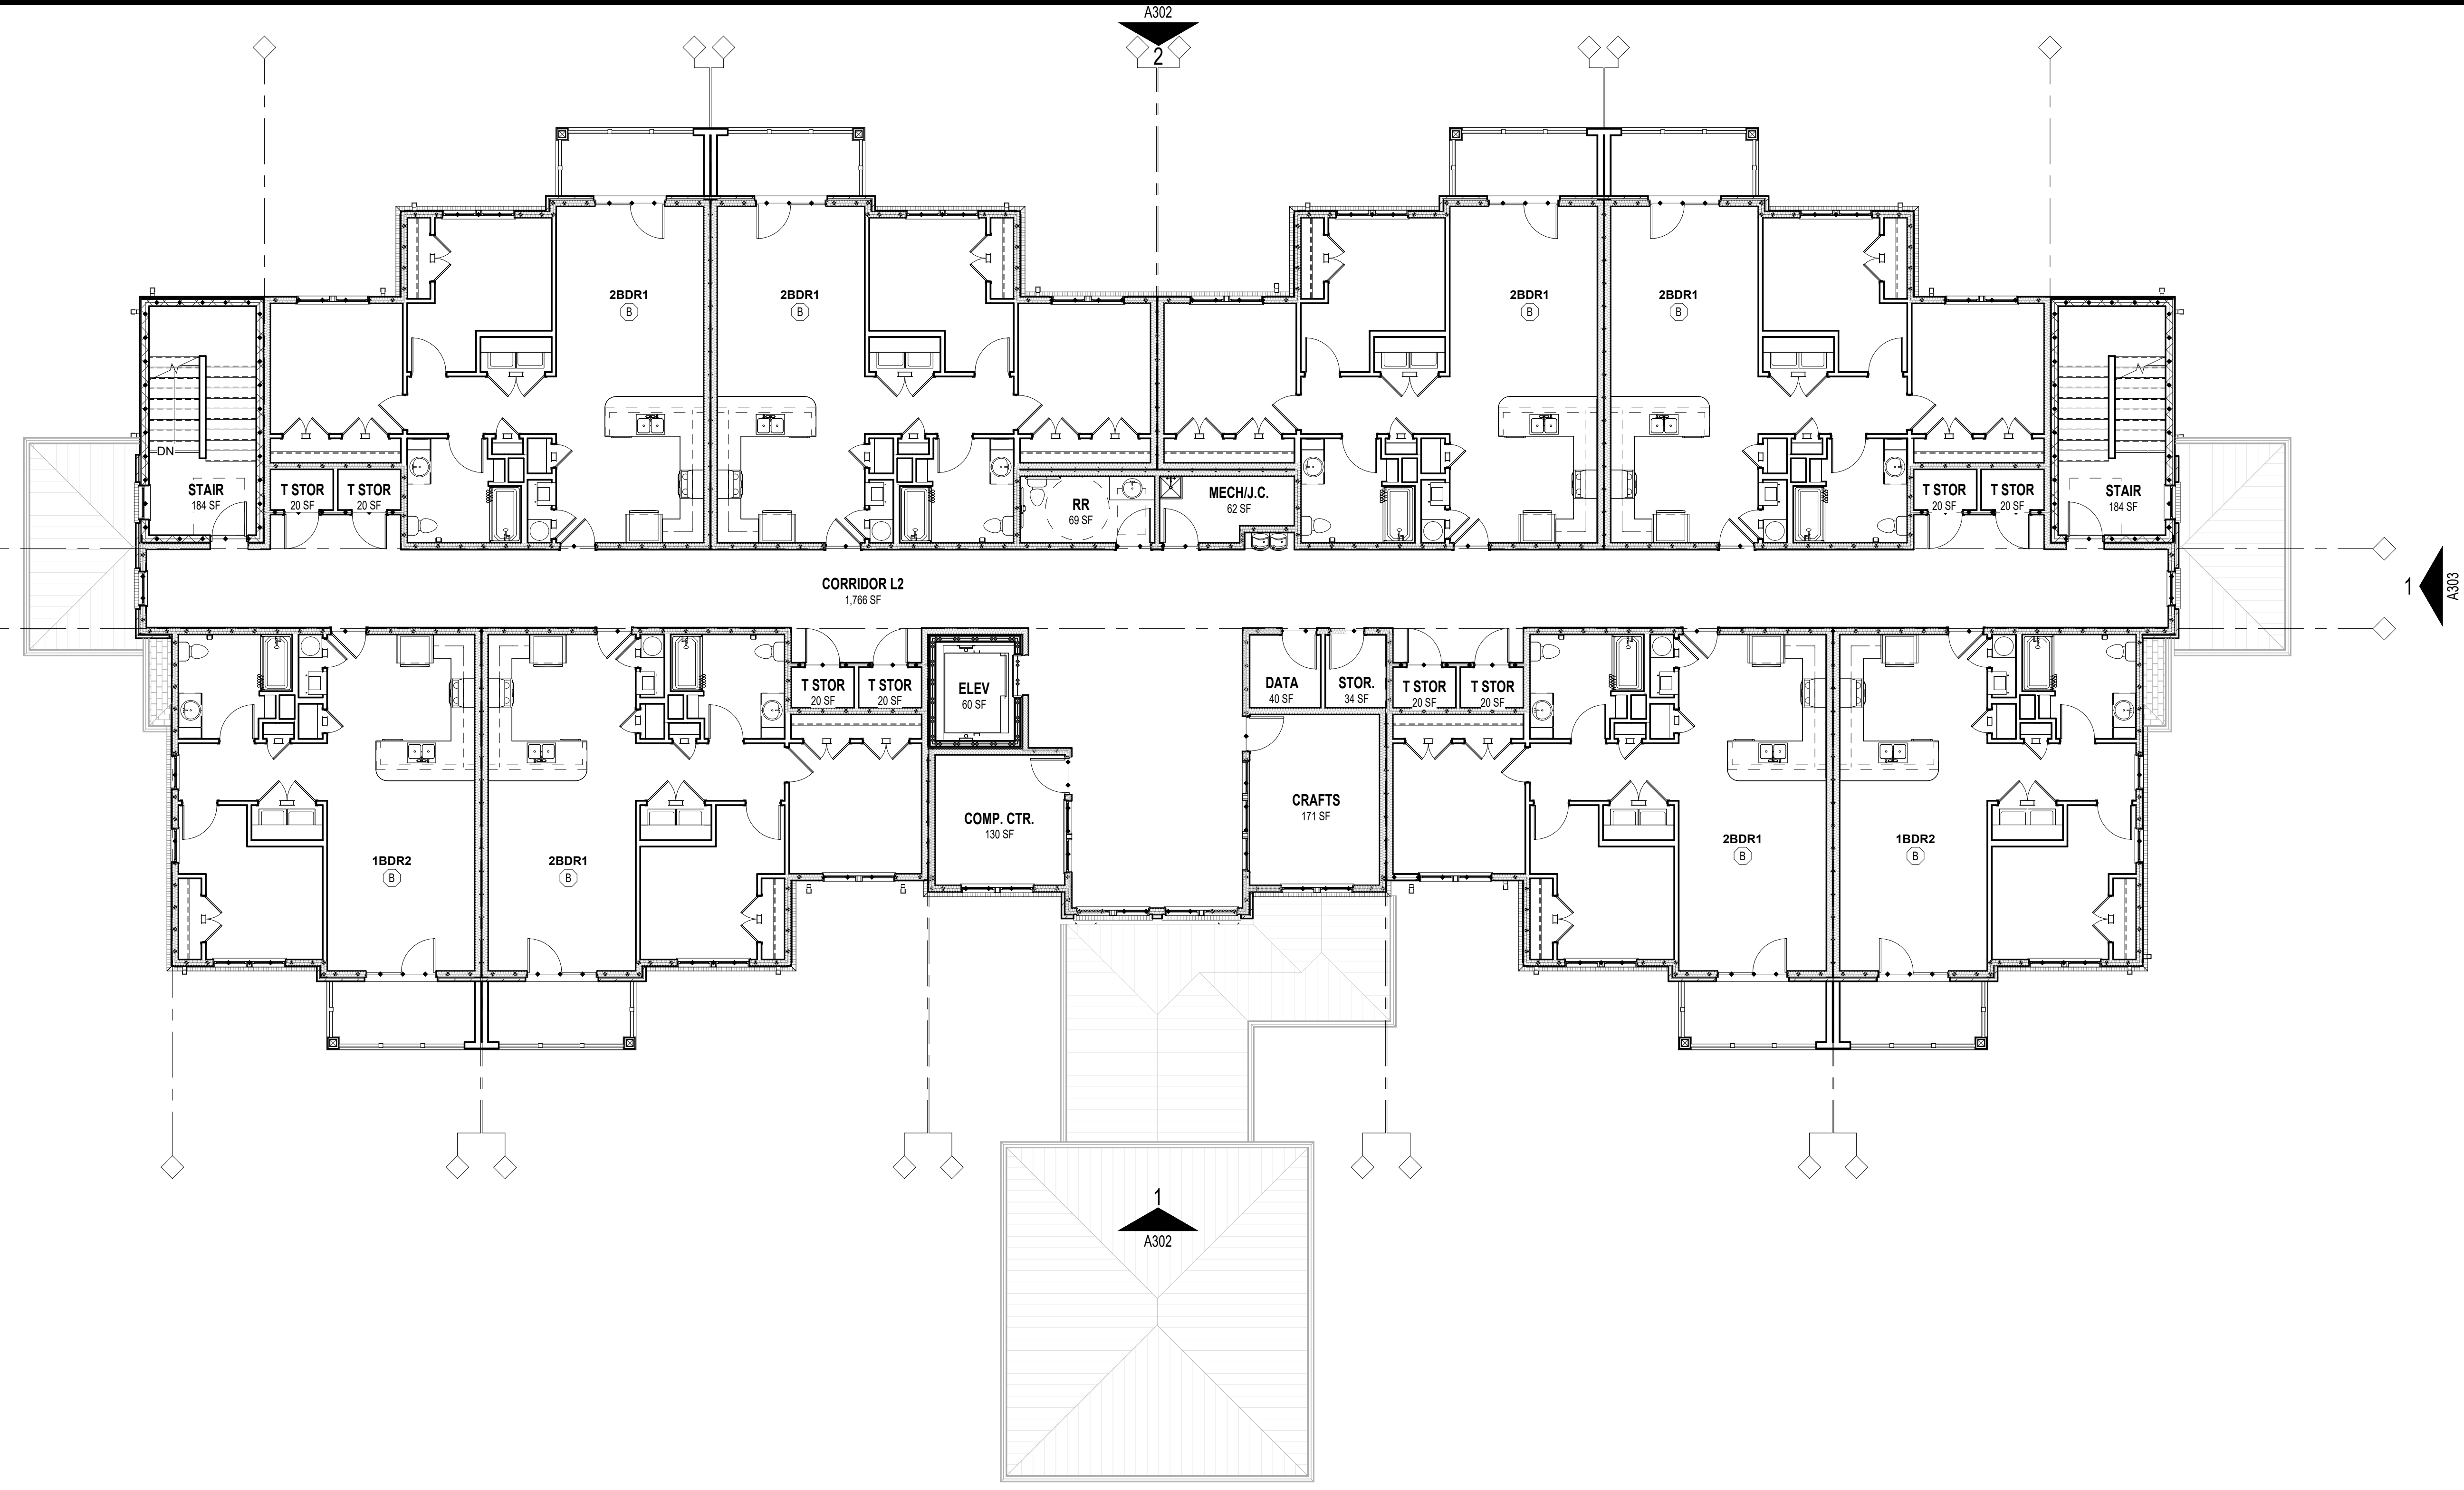 A302
2
2BDR1
B
2BDR1
B
2BDR1
B
2BDR1
B
DN
STAIR
184 SF
T STOR
20 SF
T STOR
20 SF
RR
69 SF
MECH/J.C.
62 SF
T STOR
20 SF
T STOR
20 SF
STAIR
184 SF
CORRIDOR L2
1,766 SF
1
A303
T STOR
20 SF
T STOR
20 SF
ELEV
60 SF
DATA
40 SF
STOR.
34 SF
T STOR
20 SF
T STOR
20 SF
COMP. CTR.
130 SF
CRAFTS
171 SF
1BDR2
B
2BDR1
B
2BDR1
B
1BDR2
B
1
A302